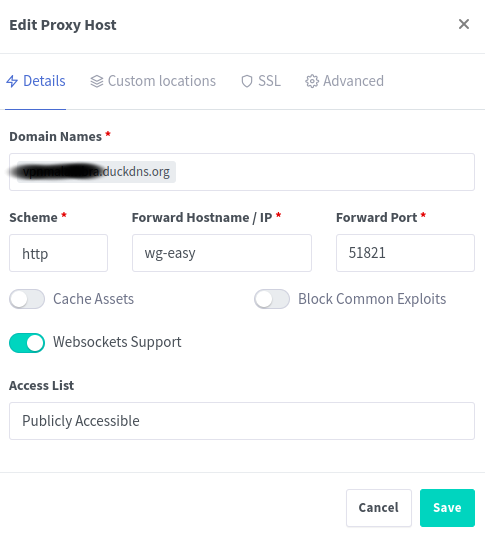 Edit Proxy Host ×
Details Custom locations SSL Advanced
Domain Names *
.duckdns.org
Scheme * Forward Hostname / IP * Forward Port *
http wg-easy 51821
Cache Assets Block Common Exploits
Websockets Support
Access List
Publicly Accessible
Cancel Save